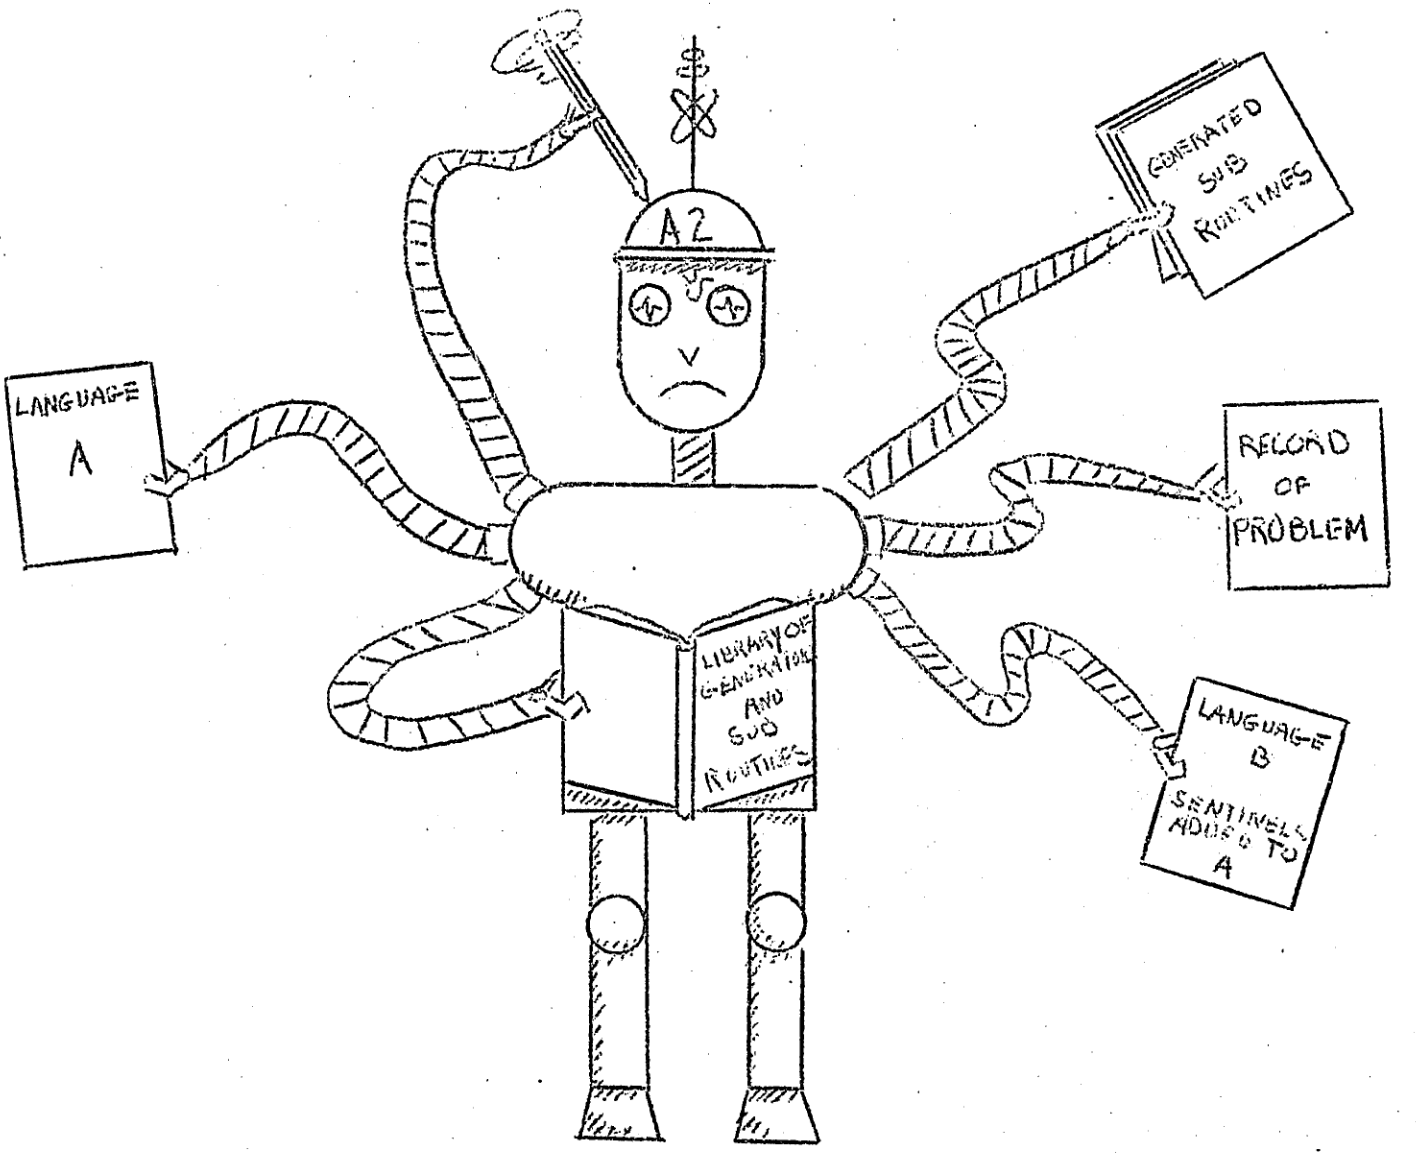 A2
LANGUAGE
A
GENERATED
SUB
ROUTINES
RECORD
OF
PROBLEM
LIBRARY OF
GENERATION
AND
SUB
ROUTINES
LANGUAGE
B
SENTINELS
ADDED TO
A